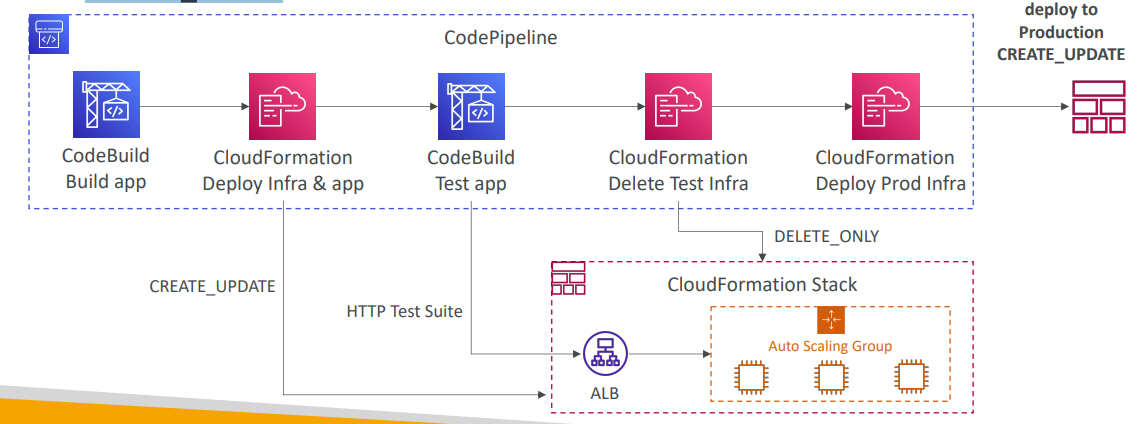 deploy to
Production
CREATE_UPDATE
CodePipeline
CodeBuild
Build app
CloudFormation
Deploy Infra & app
CodeBuild
Test app
CloudFormation
Delete Test Infra
CloudFormation
Deploy Prod Infra
DELETE_ONLY
CREATE_UPDATE
HTTP Test Suite
CloudFormation Stack
Auto Scaling Group
ALB